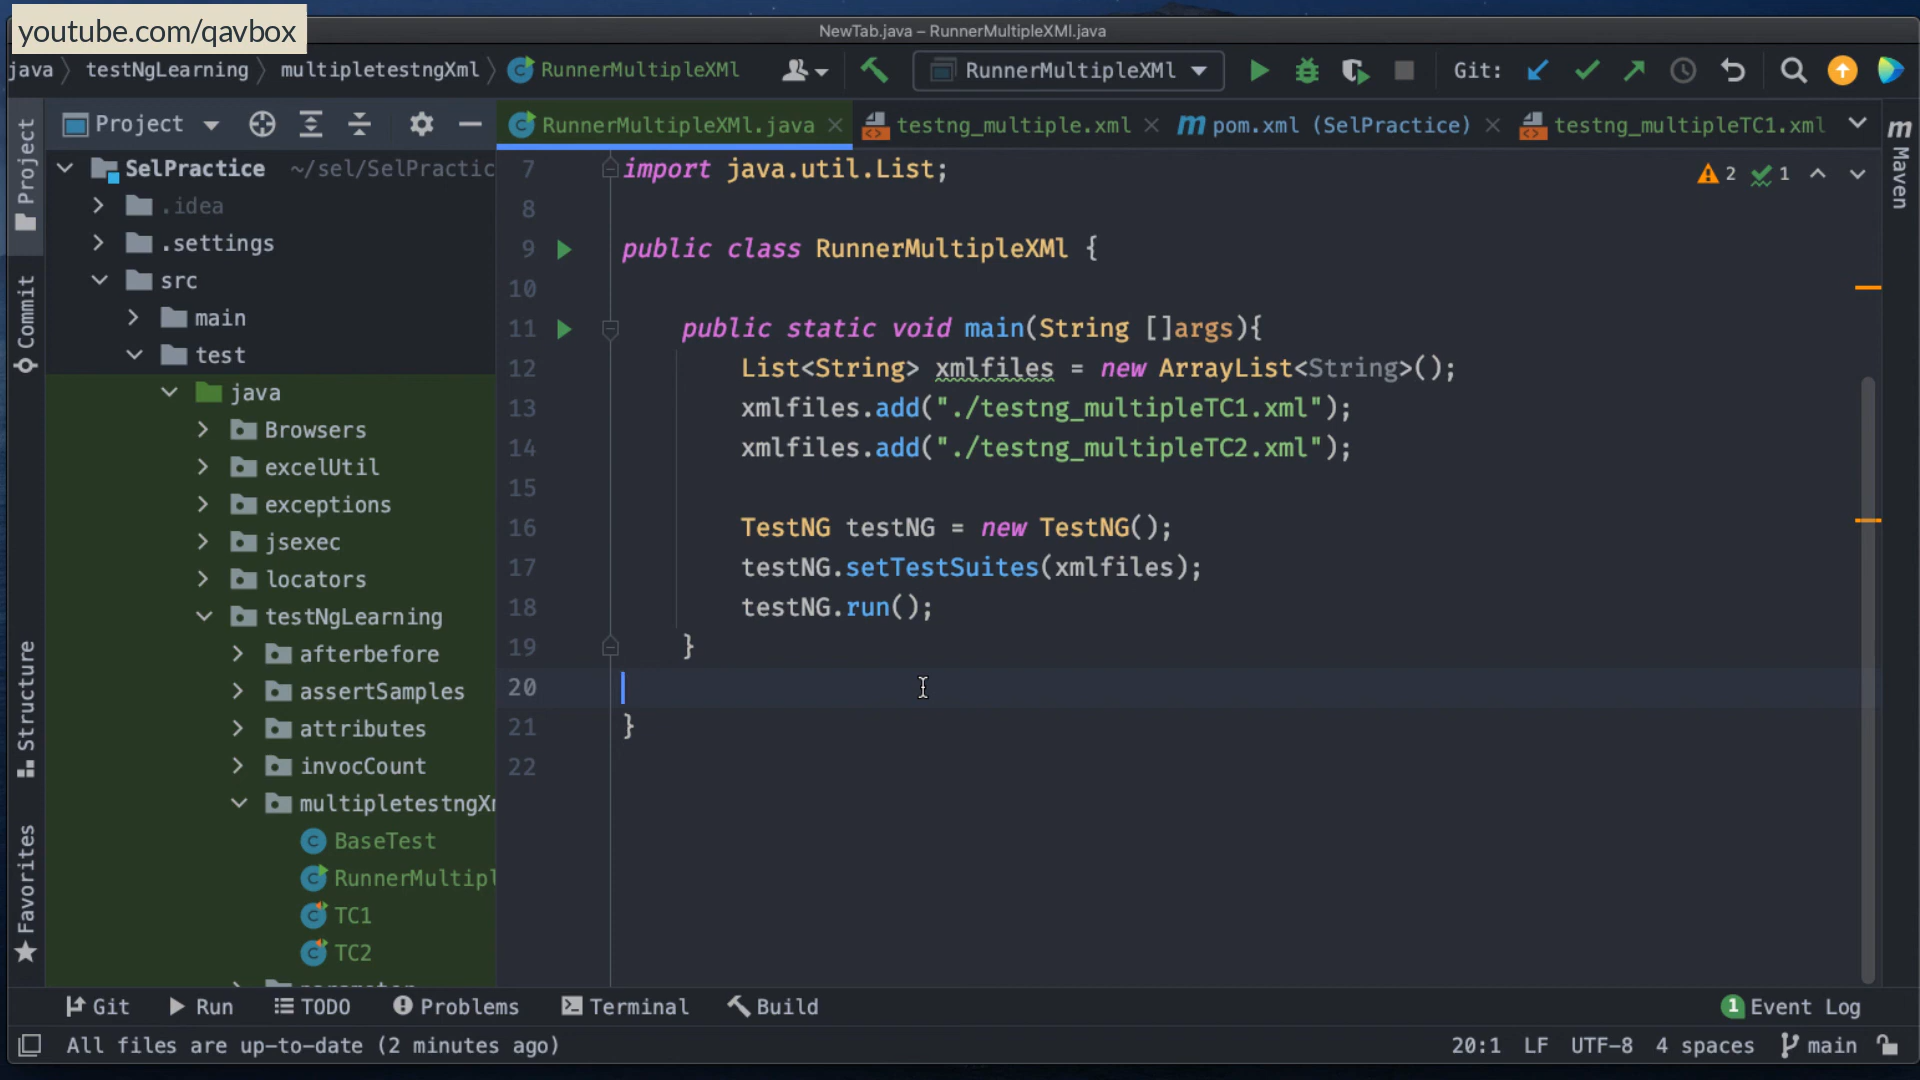 youtube.com/qavbox
NewTab.java – RunnerMultipleXMl.java
java testNgLearning multipletestngXml RunnerMultipleXMl RunnerMultipleXMl Git:
Project RunnerMultipleXMl.java testng_multiple.xml pom.xml (SelPractice) testng_multipleTC1.xml
SelPractice ~/sel/SelPractic
.idea
.settings
src
main
test
java
Browsers
excelUtil
exceptions
jsexec
locators
testNgLearning
afterbefore
assertSamples
attributes
invocCount
multipletestngXm
BaseTest
RunnerMultipl
TC1
TC2
7 import java.util.List;
8
9 public class RunnerMultipleXMl {
10
11 public static void main(String []args){
12 List<String> xmlfiles = new ArrayList<String>();
13 xmlfiles.add("./testng_multipleTC1.xml");
14 xmlfiles.add("./testng_multipleTC2.xml");
15
16 TestNG testNG = new TestNG();
17 testNG.setTestSuites(xmlfiles);
18 testNG.run();
19 }
20
21 }
22
2 1
Project
Commit
Structure
Favorites
Maven
Git Run TODO Problems Terminal Build 1 Event Log
All files are up-to-date (2 minutes ago) 20:1 LF UTF-8 4 spaces main